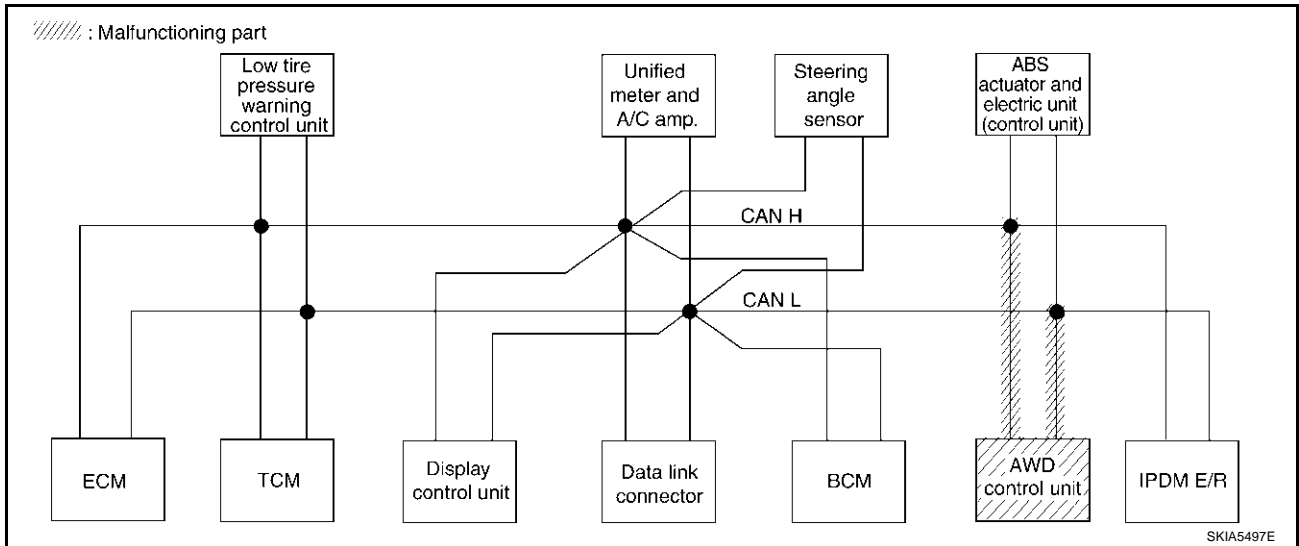 : Malfunctioning part
Low tire
pressure
warning
control unit
Unified
meter and
A/C amp.
Steering
angle
sensor
ABS
actuator and
electric unit
(control unit)
CAN H
CAN L
ECM
TCM
Display
control unit
Data link
connector
BCM
AWD
control unit
IPDM E/R
SKIA5497E